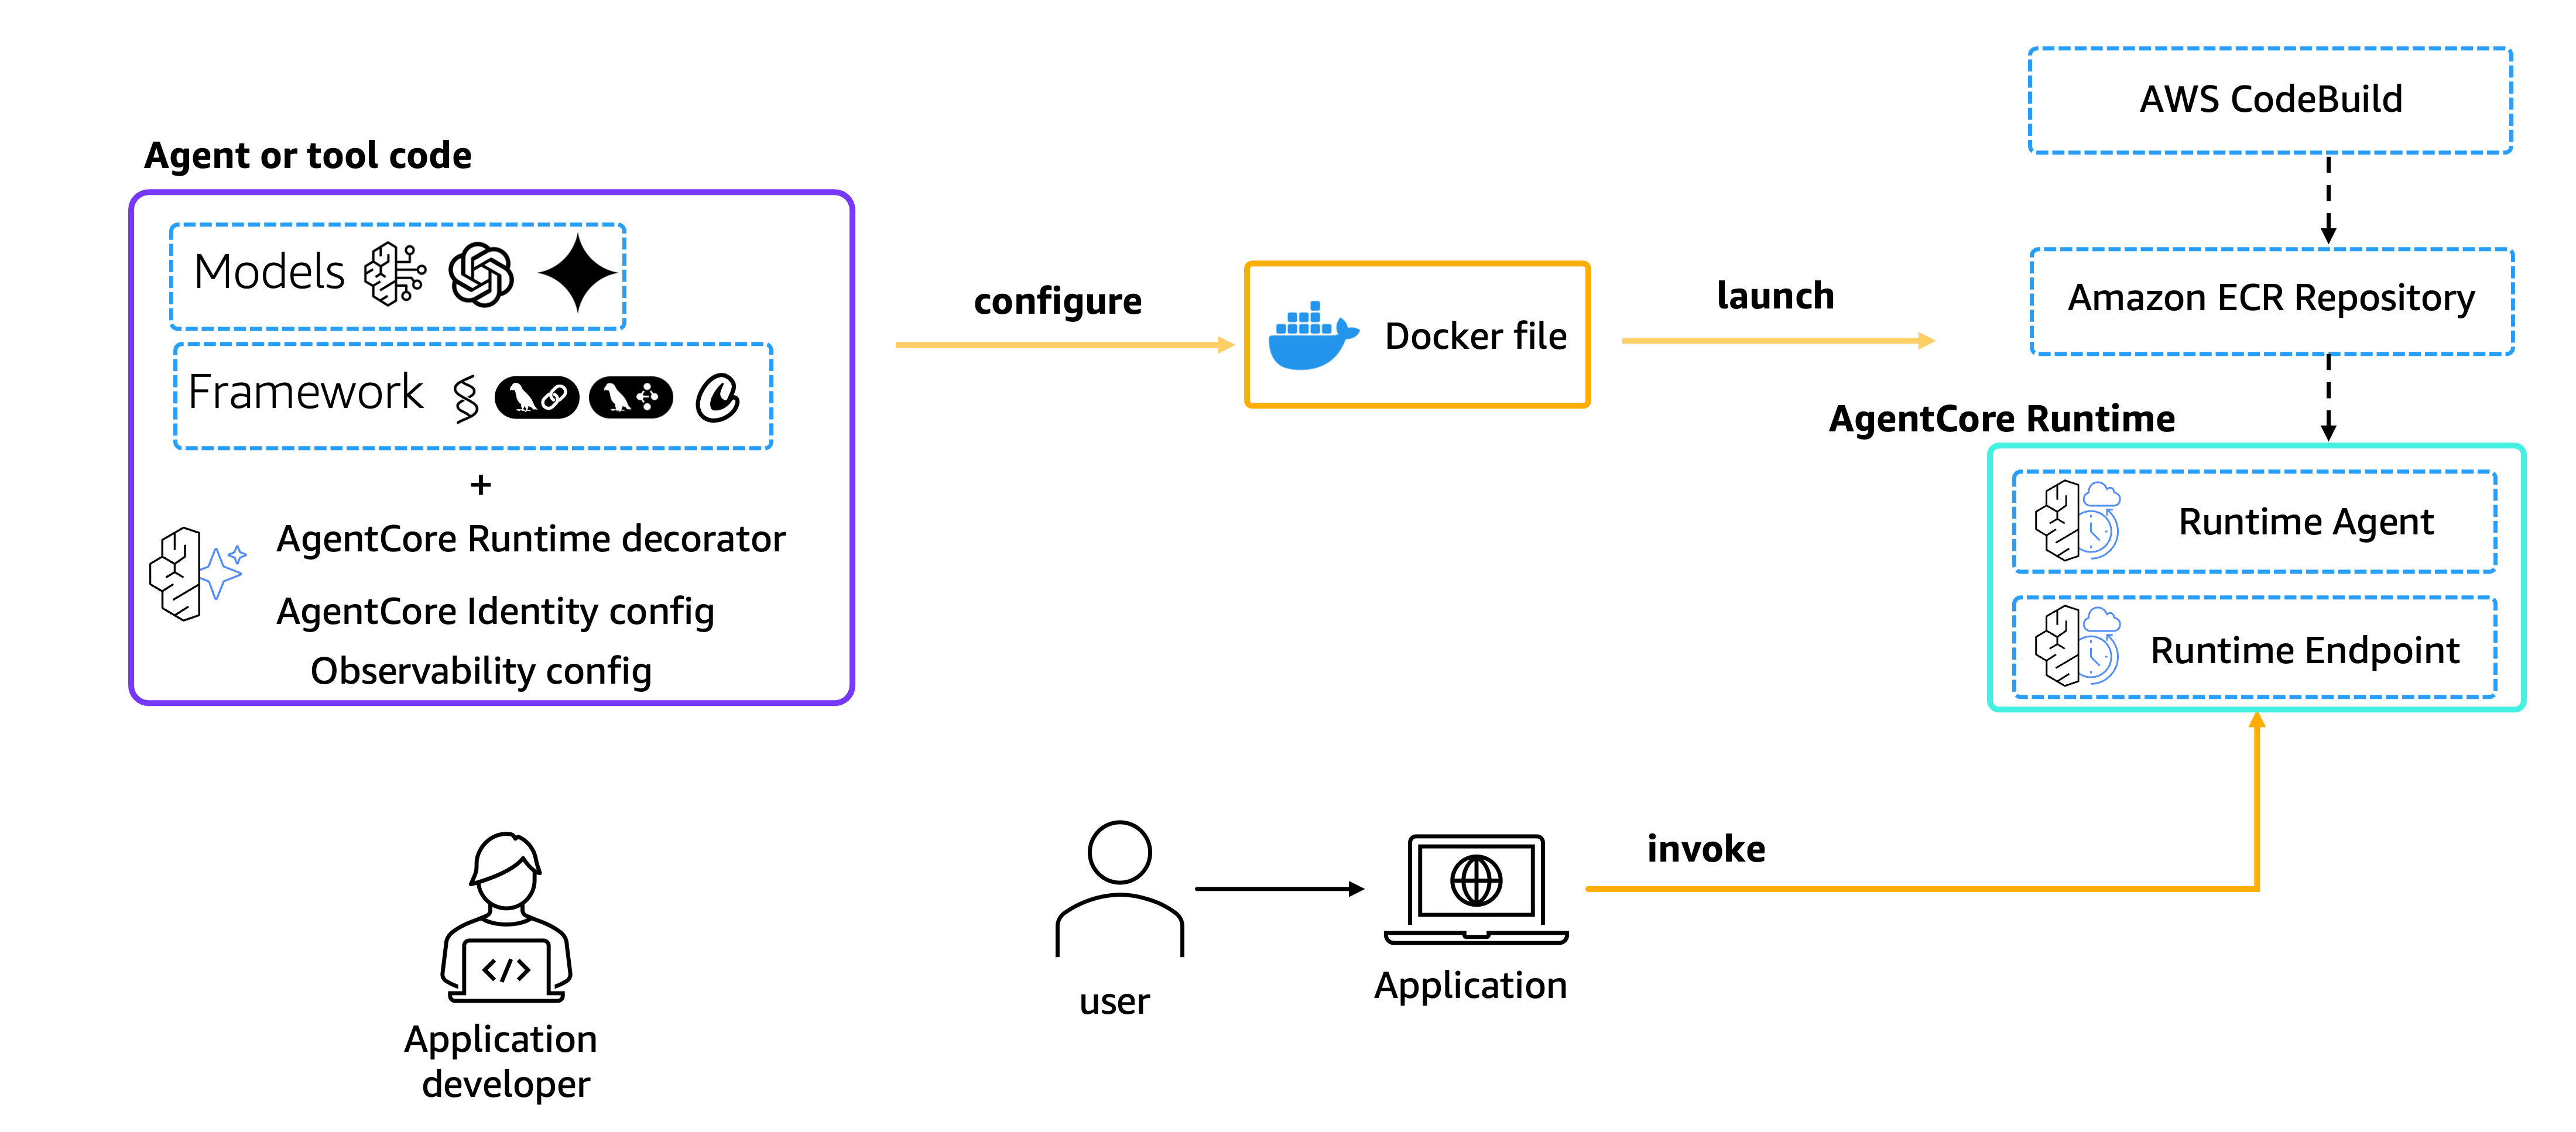 Agent or tool code
Models
Framework
+
AgentCore Runtime decorator
AgentCore Identity config
Observability config
configure
Docker file
launch
AWS CodeBuild
Amazon ECR Repository
AgentCore Runtime
Runtime Agent
Runtime Endpoint
</>
Application
developer
user
Application
invoke